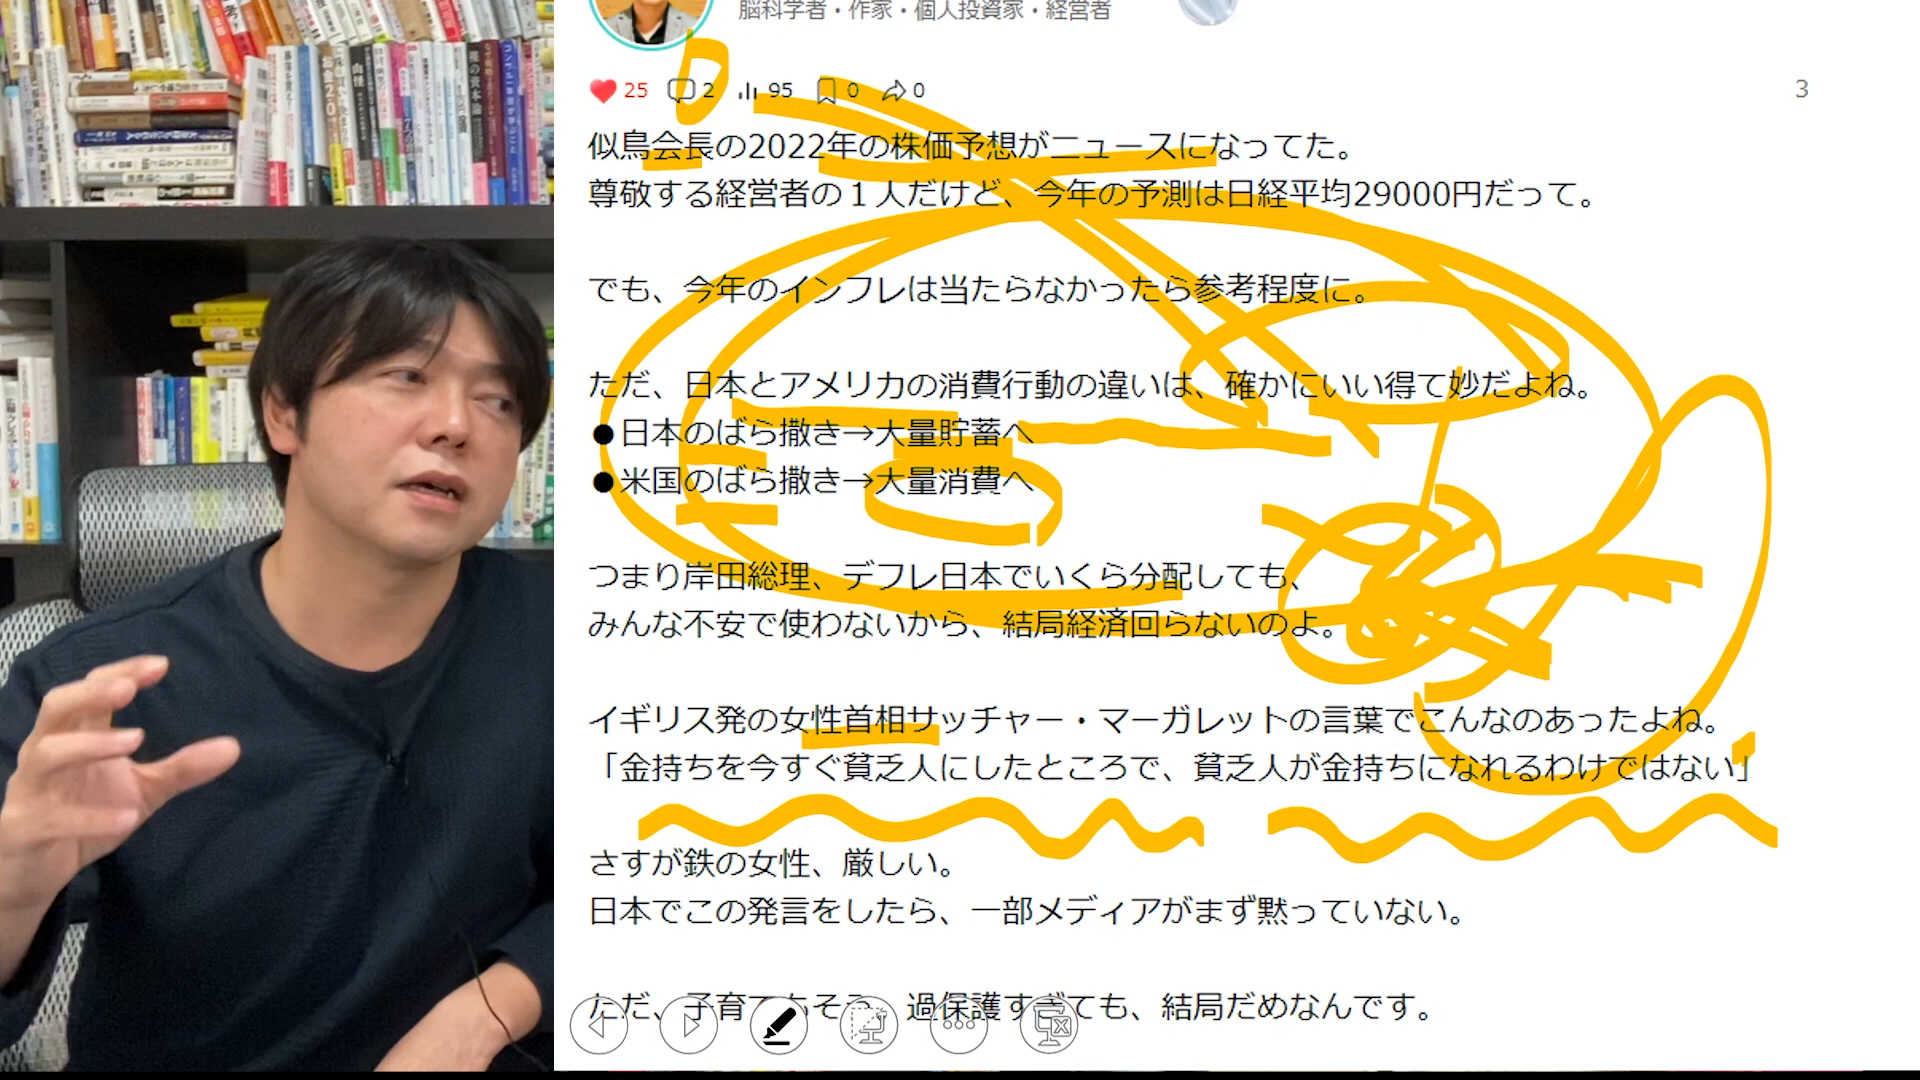 脳科学者・作家・個人投資家・経営者
25 2 95 0 0
3
似鳥会長の2022年の株価予想がニュースになってた。
尊敬する経営者の１人だけど、今年の予測は日経平均29000円だって。
でも、今年のインフレは当たらなかったら参考程度に。
ただ、日本とアメリカの消費行動の違いは、確かにいい得て妙だよね。
●日本のばら撒き→大量貯蓄へ
●米国のばら撒き→大量消費へ
つまり岸田総理、デフレ日本でいくら分配しても、
みんな不安で使わないから、結局経済回らないのよ。
イギリス発の女性首相サッチャー・マーガレットの言葉でこんなのあったよね。
「金持ちを今すぐ貧乏人にしたところで、貧乏人が金持ちになれるわけではない」
さすが鉄の女性、厳しい。
日本でこの発言をしたら、一部メディアがまず黙っていない。
ただ、子育てもそう、過保護すぎても、結局だめなんです。